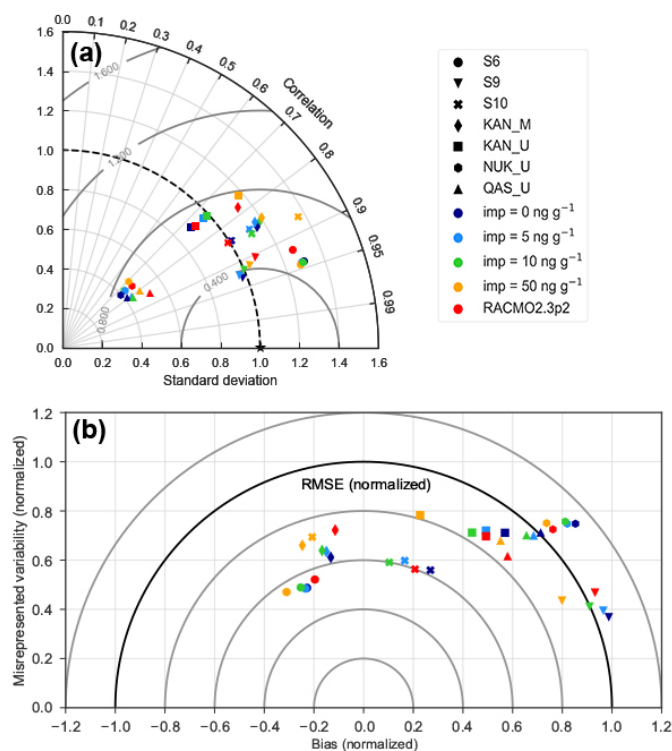 (a)
1.6 0.0 0.1 0.2 0.3 0.4 0.5 0.6 0.7 0.8 0.9 0.95 0.99
Correlation
1.6
1.4
1.2
1.0
0.8
0.6
0.4
0.2
0.0
1.600
1.200
0.800
0.400
0.0 0.2 0.4 0.6 0.8 1.0 1.2 1.4 1.6
Standard deviation
S6
S9
S10
KAN_M
KAN_U
NUK_U
QAS_U
imp = 0 ng g⁻¹
imp = 5 ng g⁻¹
imp = 10 ng g⁻¹
imp = 50 ng g⁻¹
RACMO2.3p2
(b)
RMSE (normalized)
Misrepresented variability (normalized)
1.2
1.0
0.8
0.6
0.4
0.2
0.0
−1.2 −1.0 −0.8 −0.6 −0.4 −0.2 0.0 0.2 0.4 0.6 0.8 1.0 1.2
Bias (normalized)